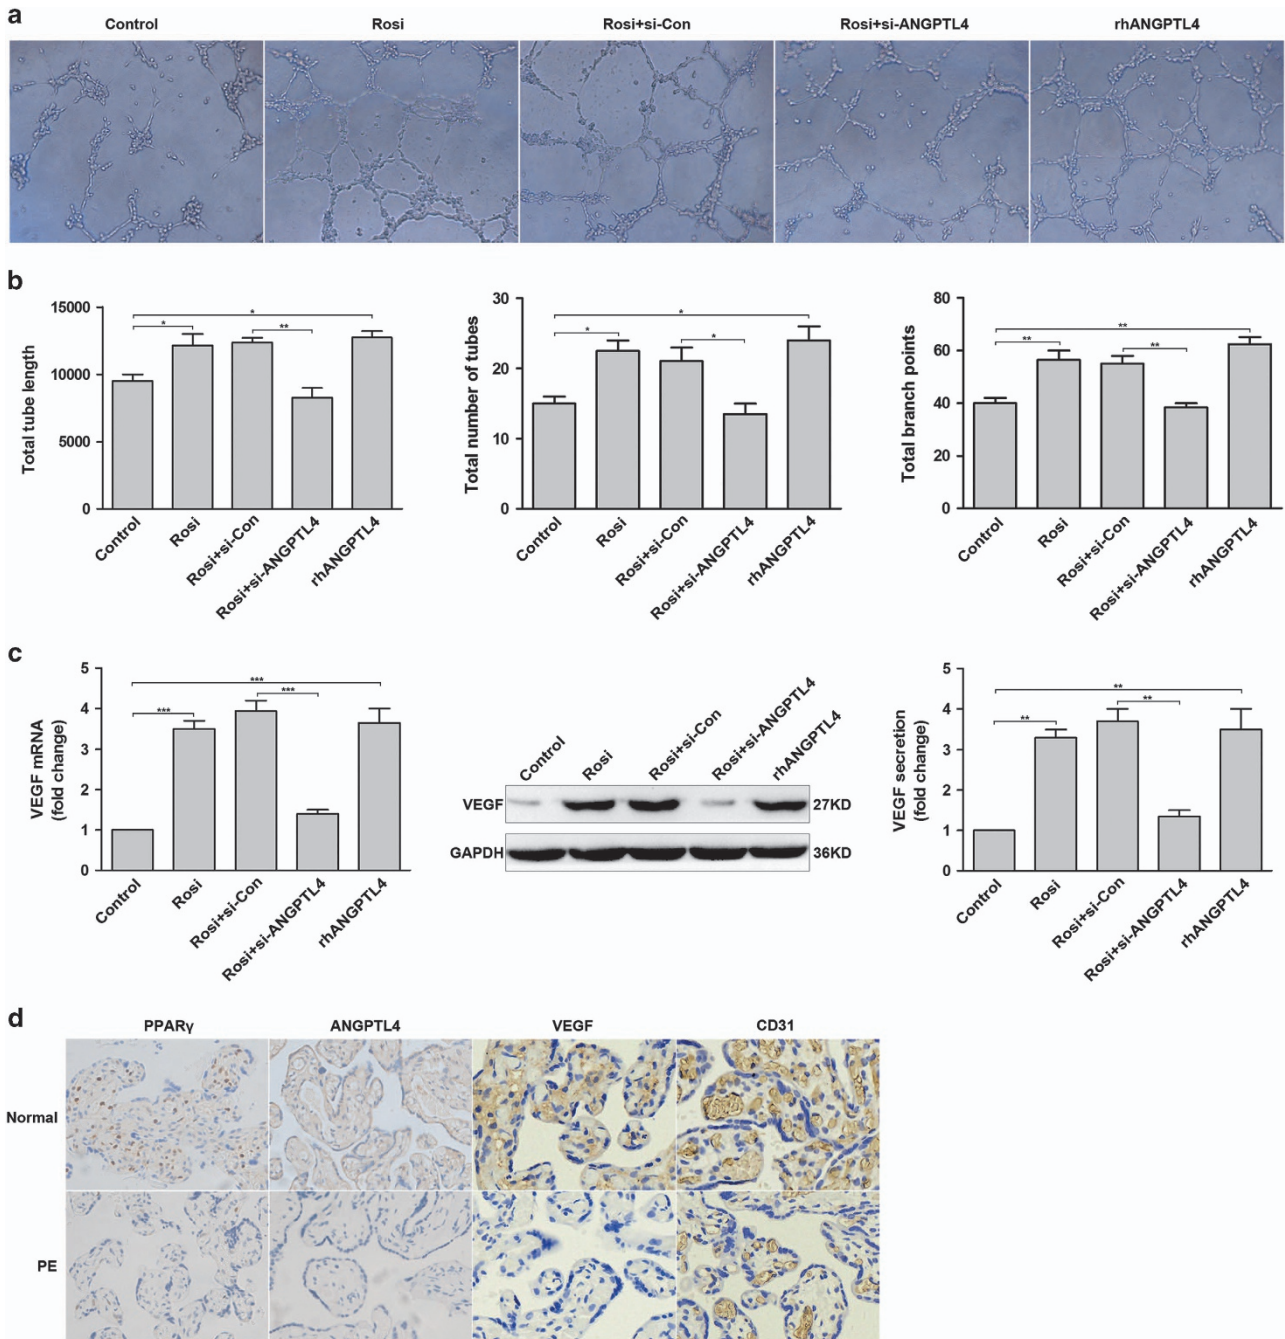 a
Control Rosi Rosi+si-Con Rosi+si-ANGPTL4 rhANGPTL4
b
Total tube length
15000
10000
5000
0
* * **
Control Rosi Rosi+si-Con Rosi+si-ANGPTL4 rhANGPTL4
Total number of tubes
30
20
10
0
* * *
Control Rosi Rosi+si-Con Rosi+si-ANGPTL4 rhANGPTL4
Total branch points
80
60
40
20
0
** ** **
Control Rosi Rosi+si-Con Rosi+si-ANGPTL4 rhANGPTL4
c
VEGF mRNA
(fold change)
5
4
3
2
1
0
*** *** ***
Control Rosi Rosi+si-Con Rosi+si-ANGPTL4 rhANGPTL4
Control Rosi Rosi+si-Con Rosi+si-ANGPTL4 rhANGPTL4
VEGF 27KD
GAPDH 36KD
VEGF secretion
(fold change)
5
4
3
2
1
0
** ** **
Control Rosi Rosi+si-Con Rosi+si-ANGPTL4 rhANGPTL4
d
PPARγ ANGPTL4 VEGF CD31
Normal
PE